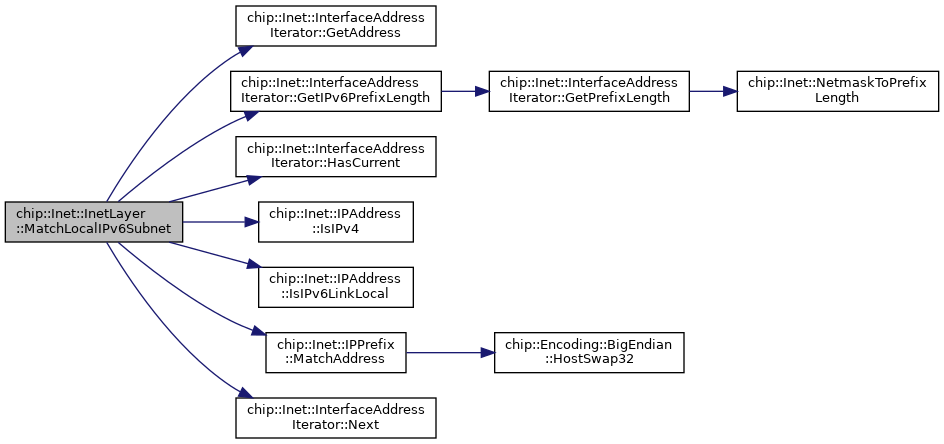 chip::Inet::InterfaceAddress
Iterator::GetAddress
chip::Inet::InterfaceAddress
Iterator::GetIPv6PrefixLength
chip::Inet::InterfaceAddress
Iterator::GetPrefixLength
chip::Inet::NetmaskToPrefix
Length
chip::Inet::InterfaceAddress
Iterator::HasCurrent
chip::Inet::InetLayer
::MatchLocalIPv6Subnet
chip::Inet::IPAddress
::IsIPv4
chip::Inet::IPAddress
::IsIPv6LinkLocal
chip::Inet::IPPrefix
::MatchAddress
chip::Encoding::BigEndian
::HostSwap32
chip::Inet::InterfaceAddress
Iterator::Next